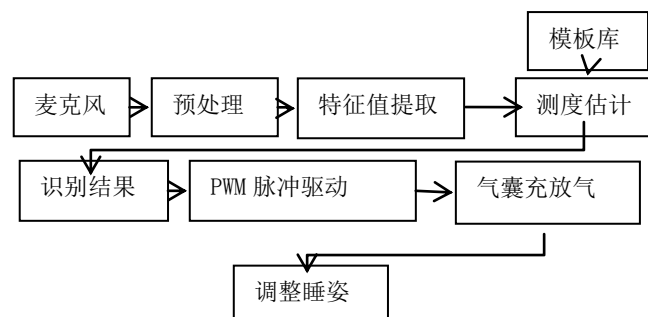 模板库
麦克风
预处理
特征值提取
测度估计
识别结果
PWM 脉冲驱动
气囊充放气
调整睡姿